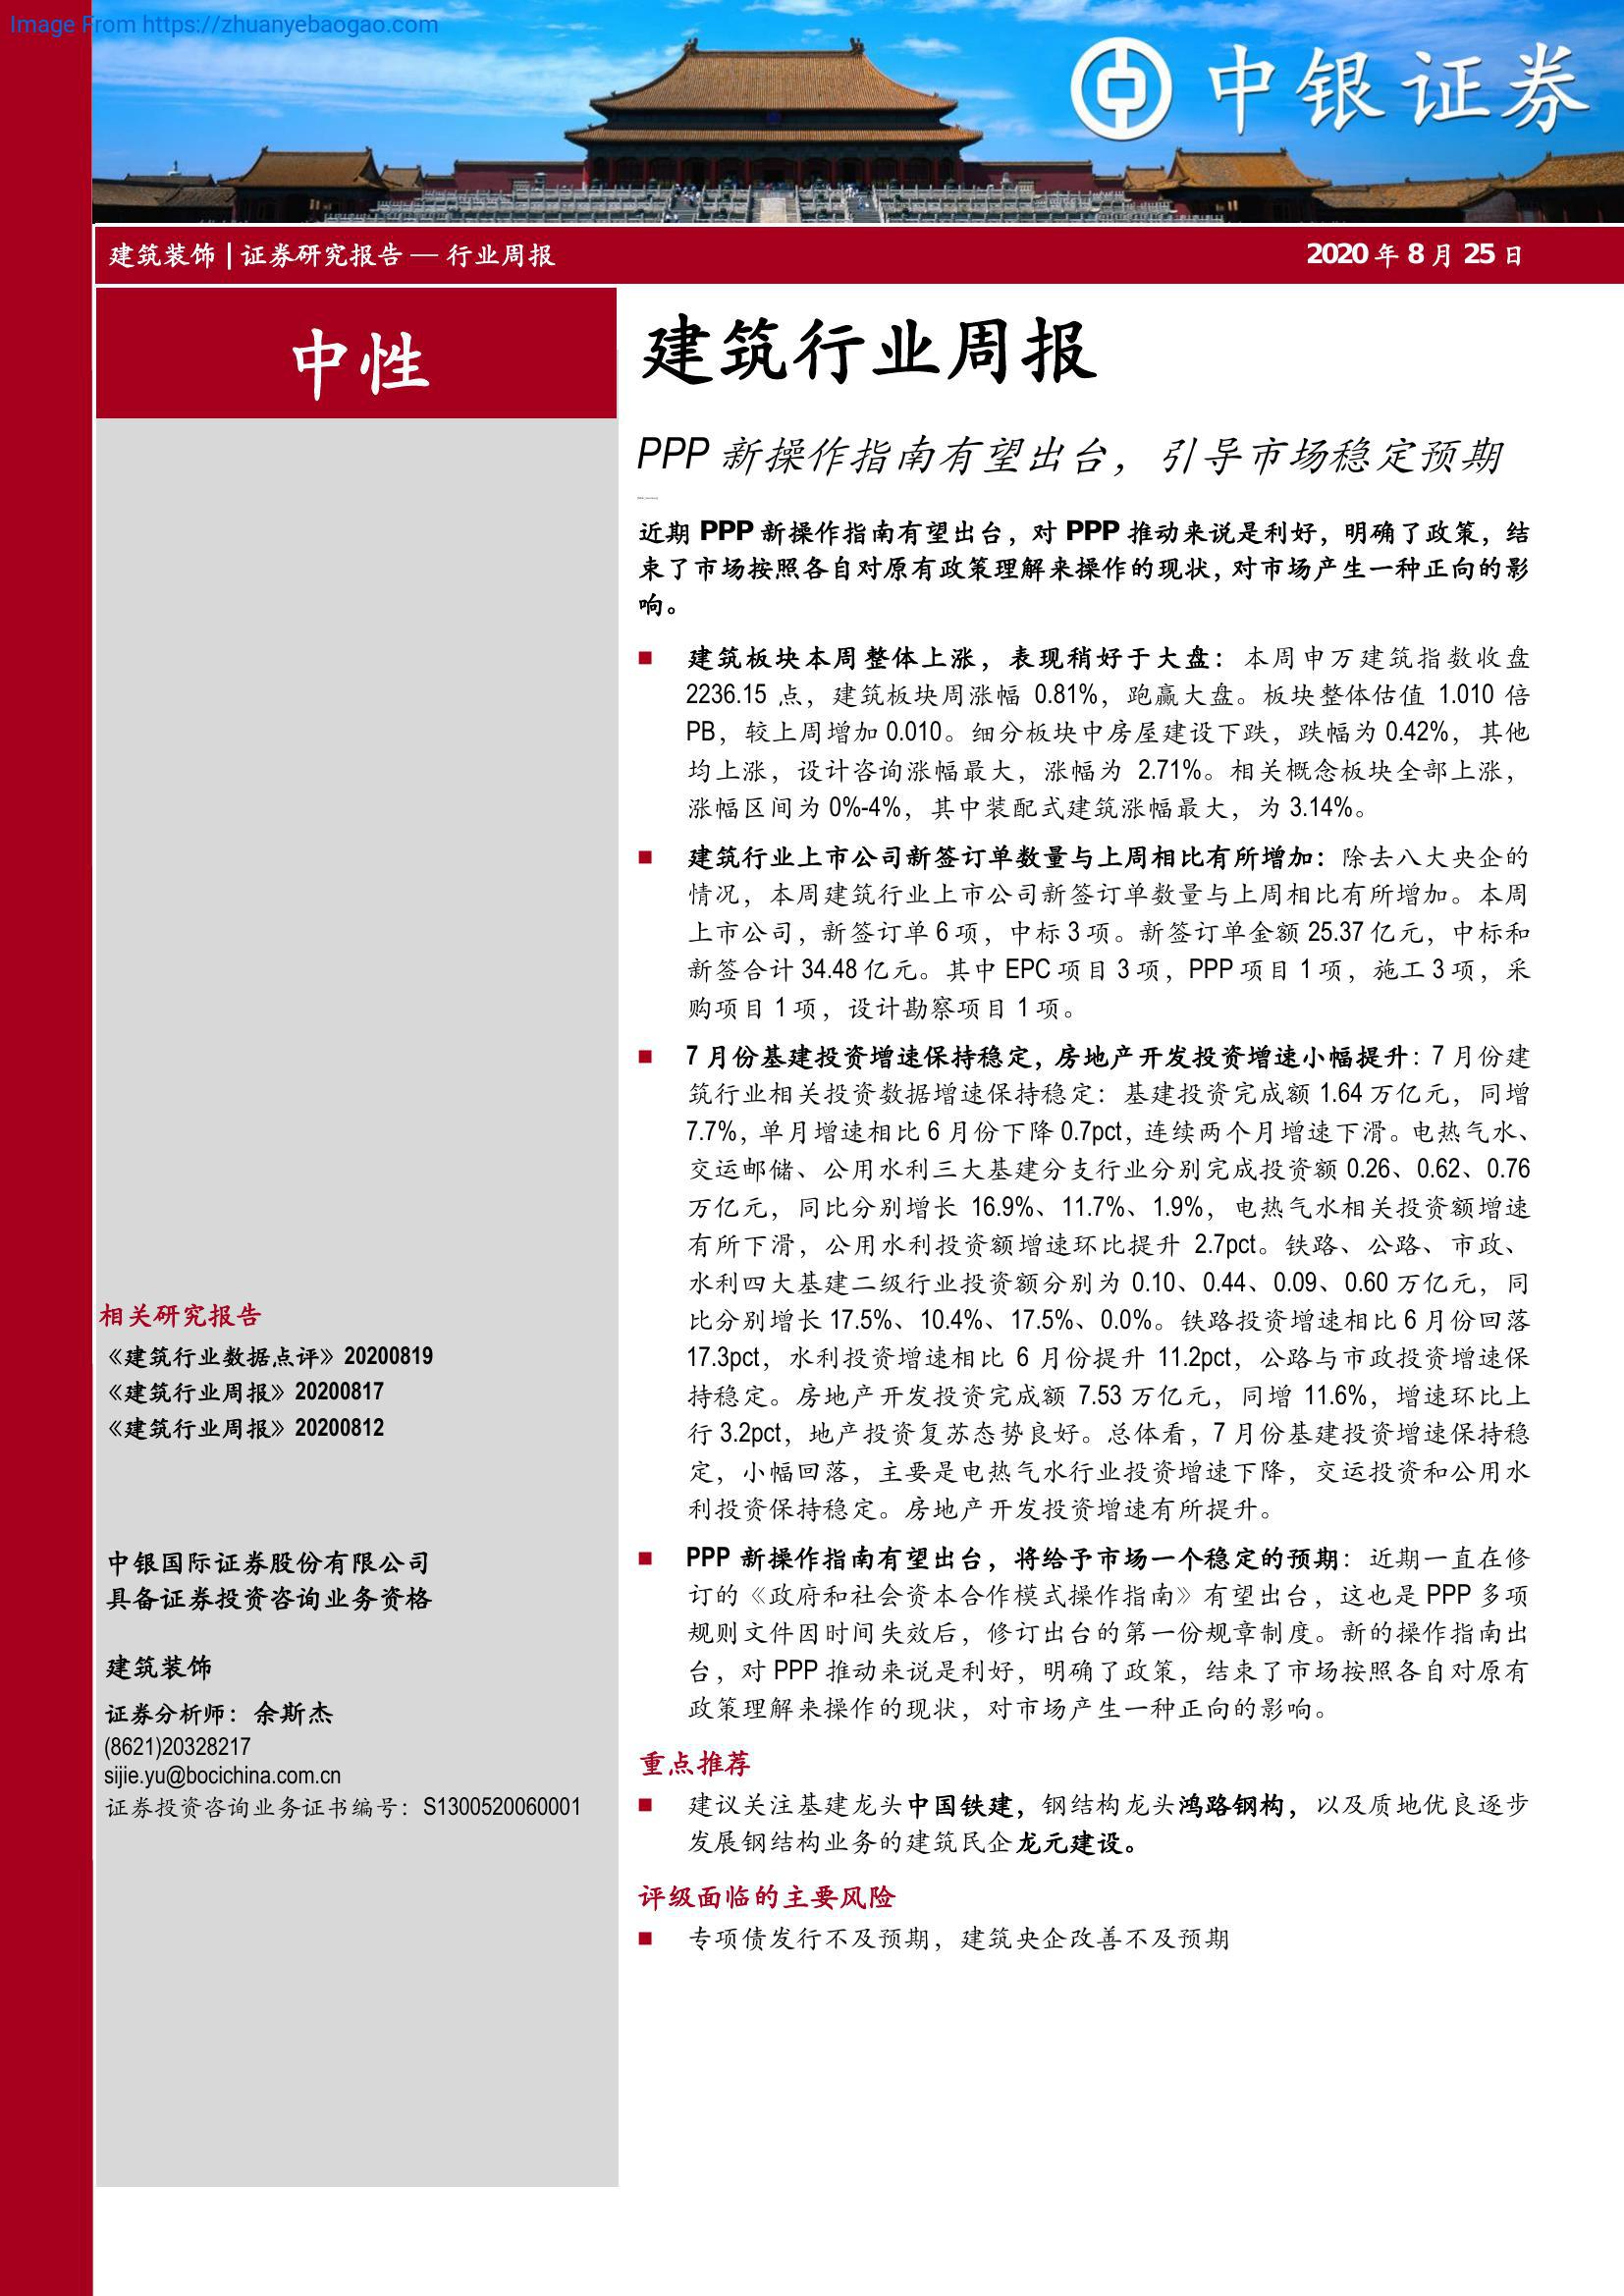 Image From https://zhuanyebaogao.com
中银证券
建筑装饰 | 证券研究报告 — 行业周报
2020 年 8 月 25 日
中性
建筑行业周报
PPP 新操作指南有望出台，引导市场稳定预期
近期 PPP 新操作指南有望出台，对 PPP 推动来说是利好，明确了政策，结
束了市场按照各自对原有政策理解来操作的现状，对市场产生一种正向的影
响。
■ 建筑板块本周整体上涨，表现稍好于大盘：本周申万建筑指数收盘
2236.15 点，建筑板块周涨幅 0.81%，跑赢大盘。板块整体估值 1.010 倍
PB，较上周增加 0.010。细分板块中房屋建设下跌，跌幅为 0.42%，其他
均上涨，设计咨询涨幅最大，涨幅为 2.71%。相关概念板块全部上涨，
涨幅区间为 0%-4%，其中装配式建筑涨幅最大，为 3.14%。
■ 建筑行业上市公司新签订单数量与上周相比有所增加：除去八大央企的
情况，本周建筑行业上市公司新签订单数量与上周相比有所增加。本周
上市公司，新签订单 6 项，中标 3 项。新签订单金额 25.37 亿元，中标和
新签合计 34.48 亿元。其中 EPC 项目 3 项，PPP 项目 1 项，施工 3 项，采
购项目 1 项，设计勘察项目 1 项。
■ 7 月份基建投资增速保持稳定，房地产开发投资增速小幅提升：7 月份建
筑行业相关投资数据增速保持稳定：基建投资完成额 1.64 万亿元，同增
7.7%，单月增速相比 6 月份下降 0.7pct，连续两个月增速下滑。电热气水、
交运邮储、公用水利三大基建分支行业分别完成投资额 0.26、0.62、0.76
万亿元，同比分别增长 16.9%、11.7%、1.9%，电热气水相关投资额增速
有所下滑，公用水利投资额增速环比提升 2.7pct。铁路、公路、市政、
水利四大基建二级行业投资额分别为 0.10、0.44、0.09、0.60 万亿元，同
比分别增长 17.5%、10.4%、17.5%、0.0%。铁路投资增速相比 6 月份回落
17.3pct，水利投资增速相比 6 月份提升 11.2pct，公路与市政投资增速保
持稳定。房地产开发投资完成额 7.53 万亿元，同增 11.6%，增速环比上
行 3.2pct，地产投资复苏态势良好。总体看，7 月份基建投资增速保持稳
定，小幅回落，主要是电热气水行业投资增速下降，交运投资和公用水
利投资保持稳定。房地产开发投资增速有所提升。
■ PPP 新操作指南有望出台，将给予市场一个稳定的预期：近期一直在修
订的《政府和社会资本合作模式操作指南》有望出台，这也是 PPP 多项
规则文件因时间失效后，修订出台的第一份规章制度。新的操作指南出
台，对 PPP 推动来说是利好，明确了政策，结束了市场按照各自对原有
政策理解来操作的现状，对市场产生一种正向的影响。
重点推荐
■ 建议关注基建龙头中国铁建，钢结构龙头鸿路钢构，以及质地优良逐步
发展钢结构业务的建筑民企龙元建设。
评级面临的主要风险
■ 专项债发行不及预期，建筑央企改善不及预期
相关研究报告
《建筑行业数据点评》20200819
《建筑行业周报》20200817
《建筑行业周报》20200812
中银国际证券股份有限公司
具备证券投资咨询业务资格
建筑装饰
证券分析师：余斯杰
(8621)20328217
sijie.yu@bocichina.com.cn
证券投资咨询业务证书编号：S1300520060001